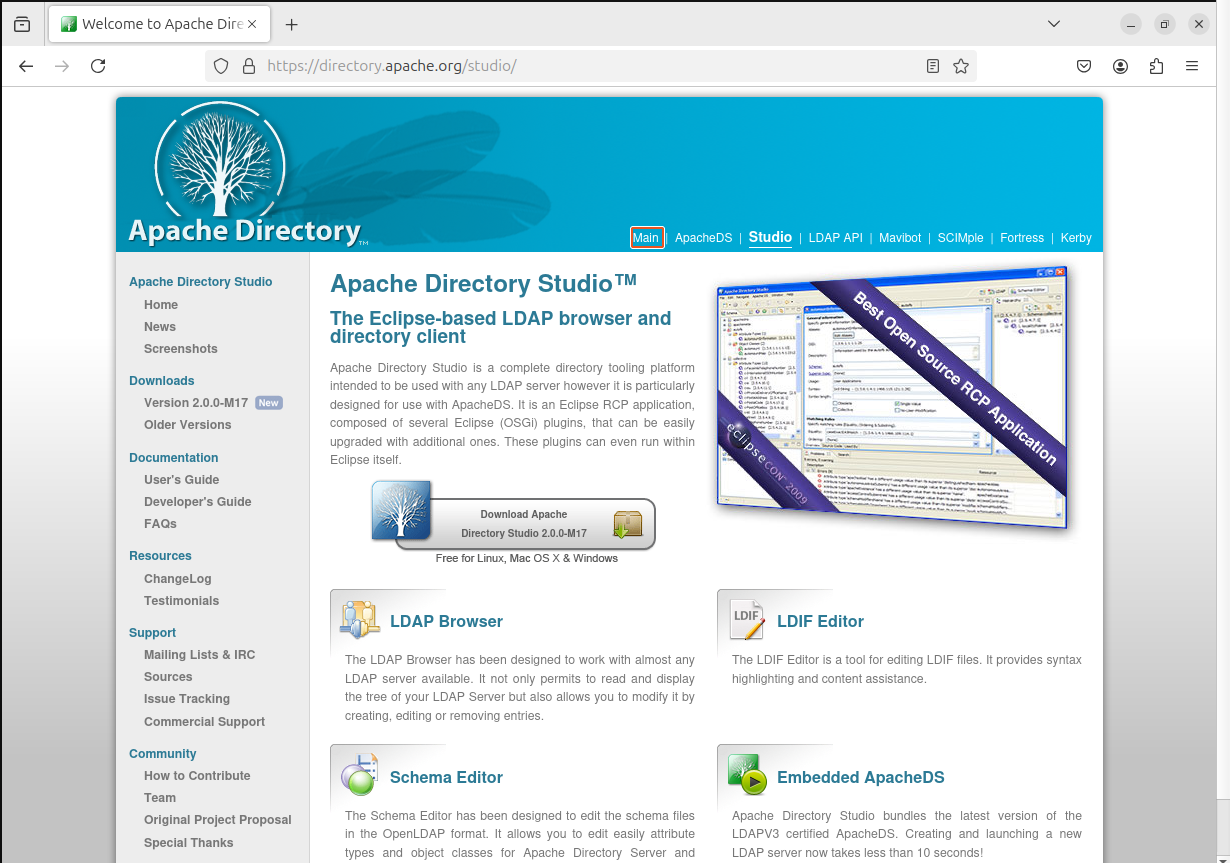 Welcome to Apache Dire
https://directory.apache.org/studio/
Apache Directory™
Main | ApacheDS | Studio | LDAP API | Mavibot | SCIMple | Fortress | Kerby
Apache Directory Studio
Home
News
Screenshots
Downloads
Version 2.0.0-M17 New
Older Versions
Documentation
User's Guide
Developer's Guide
FAQs
Resources
ChangeLog
Testimonials
Support
Mailing Lists & IRC
Sources
Issue Tracking
Commercial Support
Community
How to Contribute
Team
Original Project Proposal
Special Thanks
Apache Directory Studio™
The Eclipse-based LDAP browser and
directory client
Apache Directory Studio is a complete directory tooling platform
intended to be used with any LDAP server however it is particularly
designed for use with ApacheDS. It is an Eclipse RCP application,
composed of several Eclipse (OSGi) plugins, that can be easily
upgraded with additional ones. These plugins can even run within
Eclipse itself.
Download Apache
Directory Studio 2.0.0-M17
Free for Linux, Mac OS X & Windows
Best Open Source RCP Application
eclipsecon 2009
LDAP Browser
The LDAP Browser has been designed to work with almost any
LDAP server available. It not only permits to read and display
the tree of your LDAP Server but also allows you to modify it by
creating, editing or removing entries.
LDIF
LDIF Editor
The LDIF Editor is a tool for editing LDIF files. It provides syntax
highlighting and content assistance.
Schema Editor
The Schema Editor has been designed to edit the schema files
in the OpenLDAP format. It allows you to edit easily attribute
types and object classes for Apache Directory Server and
Embedded ApacheDS
Apache Directory Studio bundles the latest version of the
LDAPV3 certified ApacheDS. Creating and launching a new
LDAP server now takes less than 10 seconds!